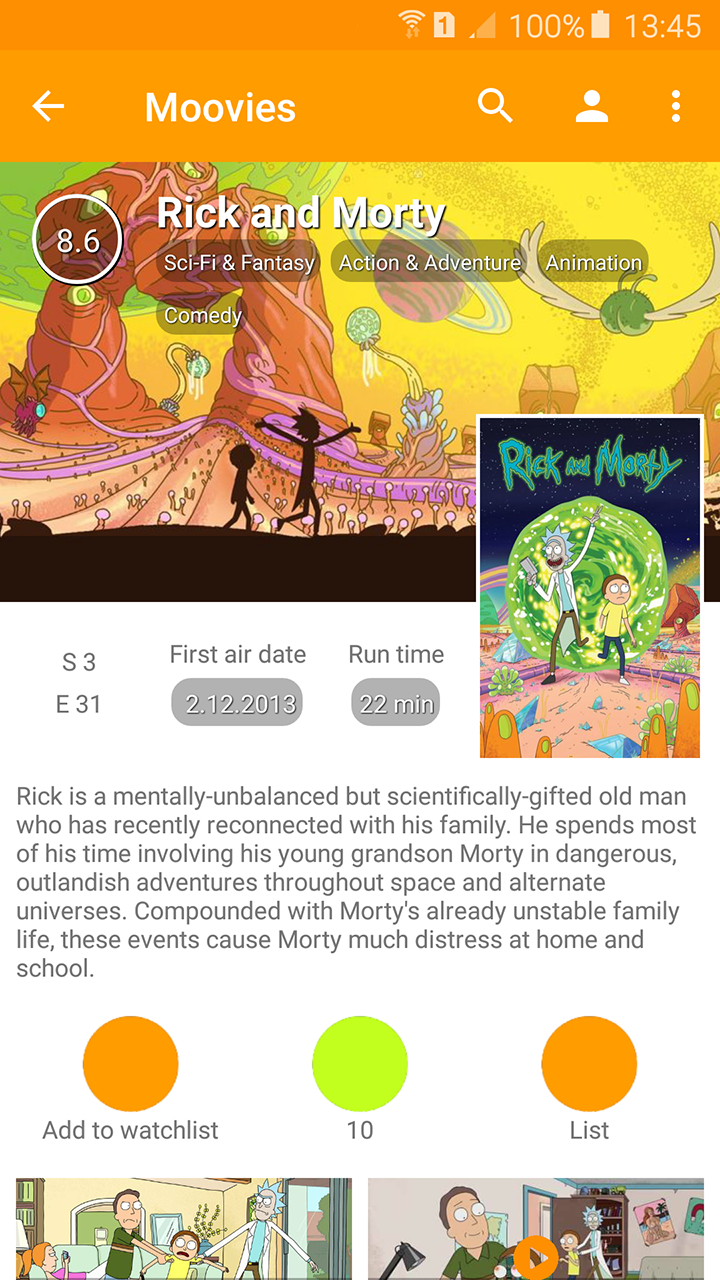 1 100% 13:45
Moovies
8.6
Rick and Morty
Sci-Fi & Fantasy Action & Adventure Animation
Comedy
Rick and Morty
S 3 First air date Run time
E 31 2.12.2013 22 min
Rick is a mentally-unbalanced but scientifically-gifted old man
who has recently reconnected with his family. He spends most
of his time involving his young grandson Morty in dangerous,
outlandish adventures throughout space and alternate
universes. Compounded with Morty's already unstable family
life, these events cause Morty much distress at home and
school.
Add to watchlist 10 List